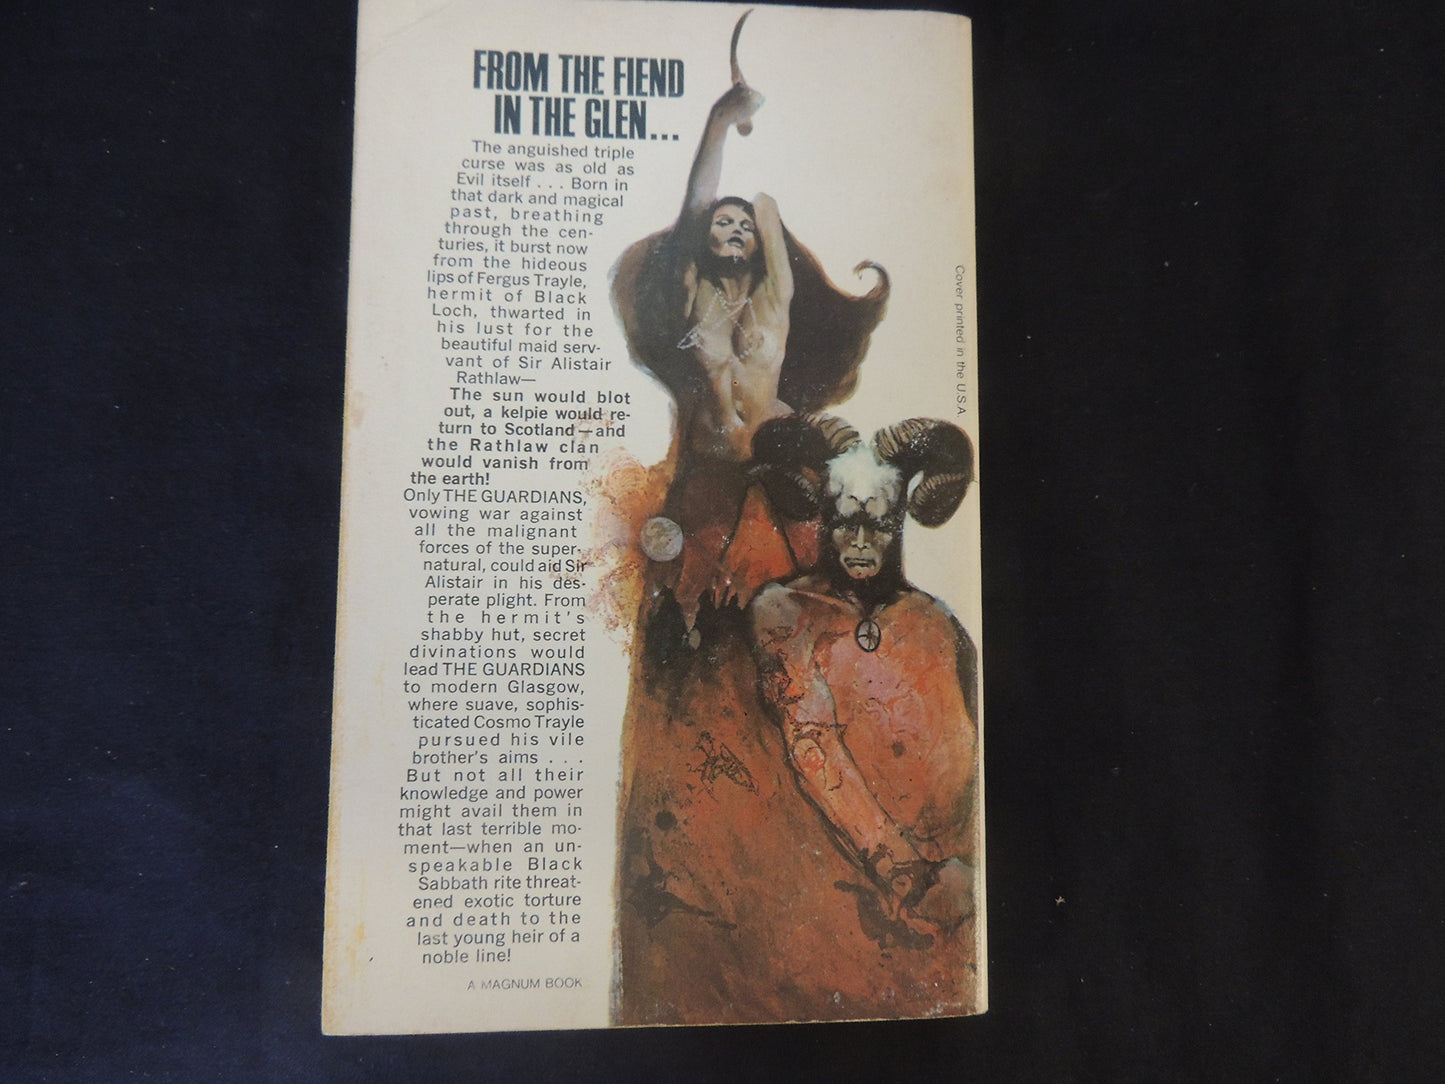 FROM THE FIEND
IN THE GLEN...
The anguished triple
curse was as old as
Evil itself . . . Born in
that dark and magical
past, breathing
through the cen-
turies, it burst now
from the hideous
lips of Fergus Trayle,
hermit of Black
Loch, thwarted in
his lust for the
beautiful maid serv-
vant of Sir Alistair
Rathlaw—
The sun would blot
out, a kelpie would re-
turn to Scotland—and
the Rathlaw clan
would vanish from
the earth!
Only THE GUARDIANS,
vowing war against
all the malignant
forces of the super-
natural, could aid Sir
Alistair in his des-
perate plight. From
the hermit's
shabby hut, secret
divinations would
lead THE GUARDIANS
to modern Glasgow,
where suave, sophis-
ticated Cosmo Trayle
pursued his vile
brother's aims . . .
But not all their
knowledge and power
might avail them in
that last terrible mo-
ment—when an un-
speakable Black
Sabbath rite threat-
ened exotic torture
and death to the
last young heir of a
noble line!
A MAGNUM BOOK
Cover printed in the U.S.A.